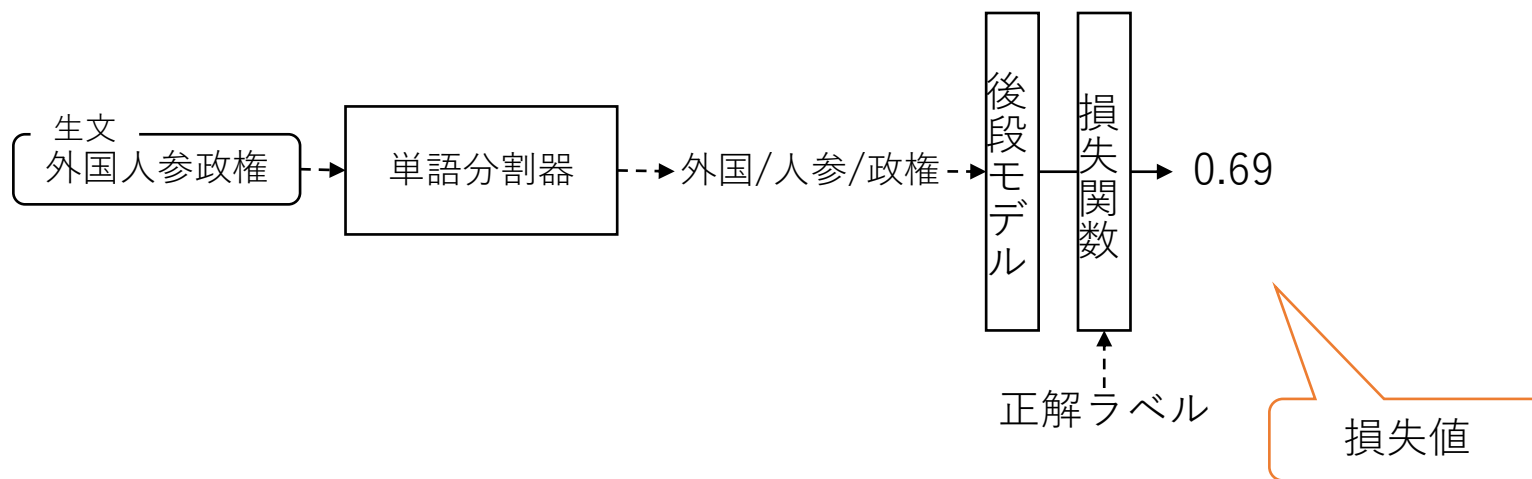 生文
外国人参政権
単語分割器
外国/人参/政権
後段モデル
損失関数
0.69
正解ラベル
損失値